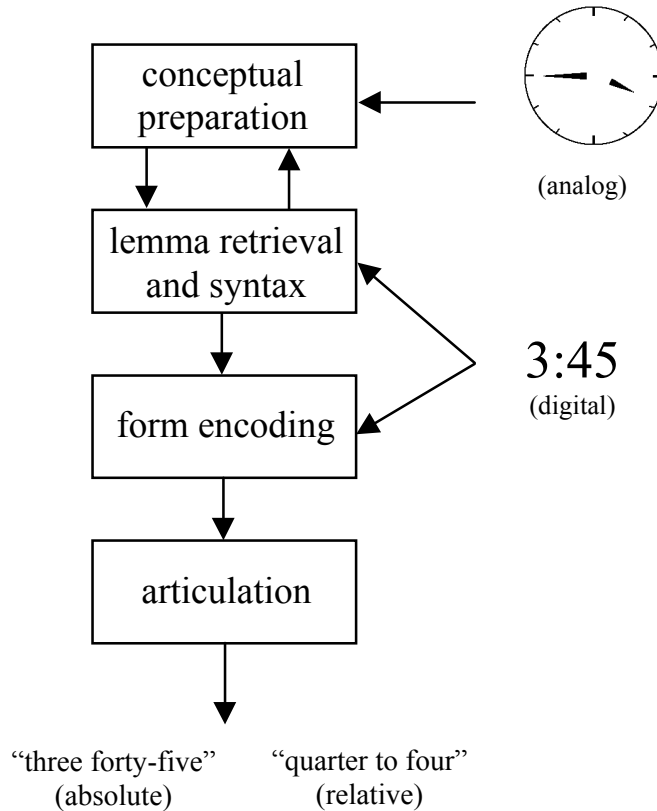 conceptual
preparation
(analog)
lemma retrieval
and syntax
3:45
(digital)
form encoding
articulation
“three forty-five”
(absolute)
“quarter to four”
(relative)